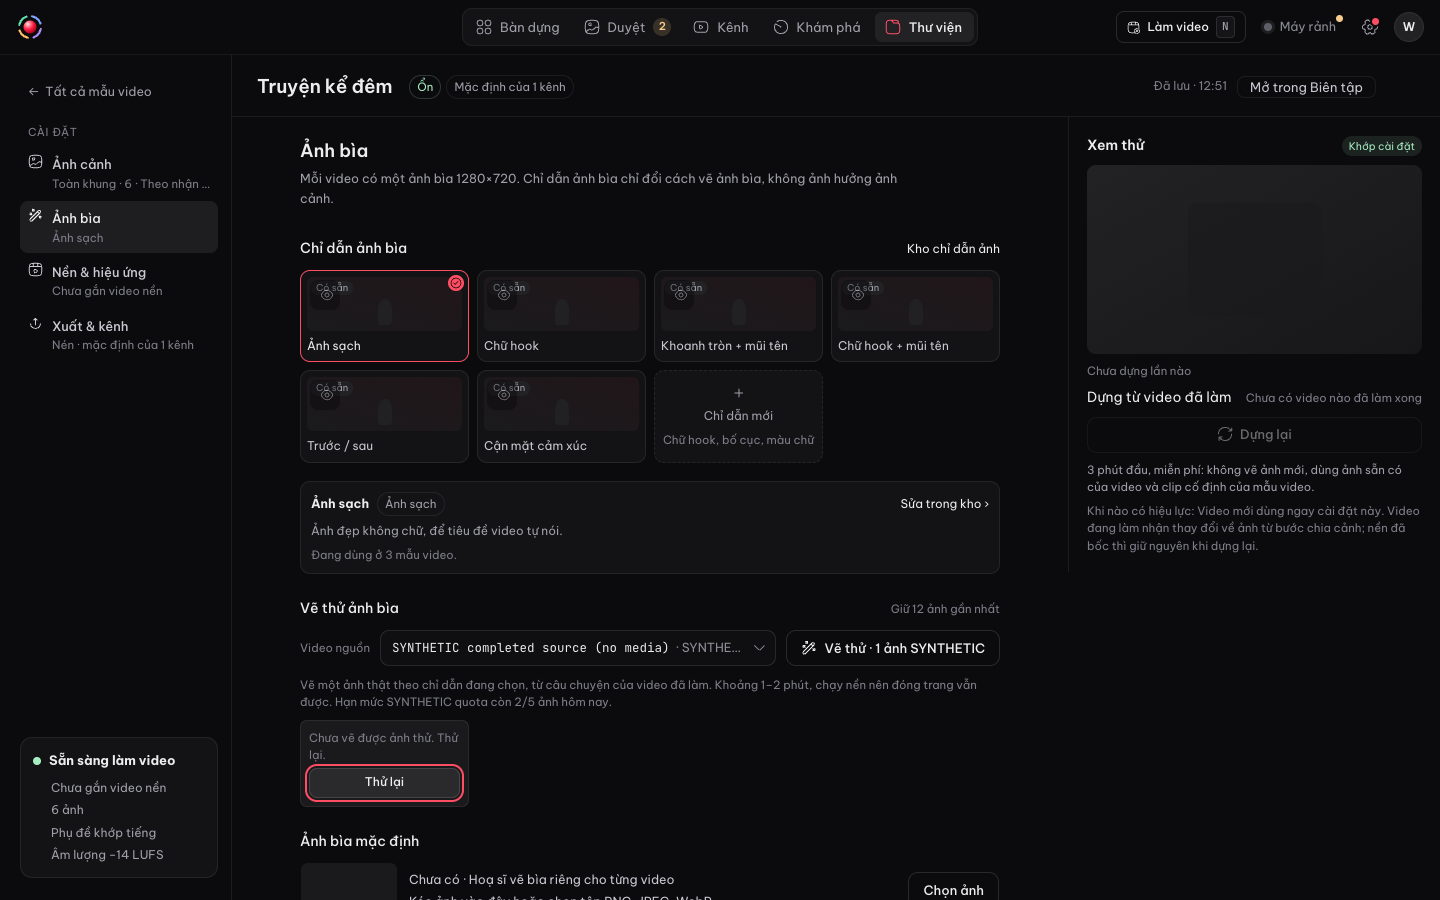 Bàn dựng
Duyệt 2
Kênh
Khám phá
Thư viện
Làm video N
Máy rảnh
W
← Tất cả mẫu video
CÀI ĐẶT
Ảnh cảnh
Toàn khung · 6 · Theo nhận ...
Ảnh bìa
Ảnh sạch
Nền & hiệu ứng
Chưa gắn video nền
Xuất & kênh
Nén · mặc định của 1 kênh
Sẵn sàng làm video
Chưa gắn video nền
6 ảnh
Phụ đề khớp tiếng
Âm lượng -14 LUFS
Truyện kể đêm
Ổn
Mặc định của 1 kênh
Đã lưu · 12:51
Mở trong Biên tập
Ảnh bìa
Mỗi video có một ảnh bìa 1280×720. Chỉ dẫn ảnh bìa chỉ đổi cách vẽ ảnh bìa, không ảnh hưởng ảnh
cảnh.
Chỉ dẫn ảnh bìa
Kho chỉ dẫn ảnh
Có sẵn
Ảnh sạch
Có sẵn
Chữ hook
Có sẵn
Khoanh tròn + mũi tên
Có sẵn
Chữ hook + mũi tên
Có sẵn
Trước / sau
Có sẵn
Cận mặt cảm xúc
+
Chỉ dẫn mới
Chữ hook, bố cục, màu chữ
Ảnh sạch
Ảnh sạch
Sửa trong kho ›
Ảnh đẹp không chữ, để tiêu đề video tự nói.
Đang dùng ở 3 mẫu video.
Vẽ thử ảnh bìa
Giữ 12 ảnh gần nhất
Video nguồn
SYNTHETIC completed source (no media) · SYNTHE...
Vẽ thử · 1 ảnh SYNTHETIC
Vẽ một ảnh thật theo chỉ dẫn đang chọn, từ câu chuyện của video đã làm. Khoảng 1–2 phút, chạy nền nên đóng trang vẫn
được. Hạn mức SYNTHETIC quota còn 2/5 ảnh hôm nay.
Chưa vẽ được ảnh thử. Thử
lại.
Thử lại
Ảnh bìa mặc định
Chưa có · Hoạ sĩ vẽ bìa riêng cho từng video
Chọn ảnh
Xem thử
Khớp cài đặt
Chưa dựng lần nào
Dựng từ video đã làm
Chưa có video nào đã làm xong
Dựng lại
3 phút đầu, miễn phí: không vẽ ảnh mới, dùng ảnh sẵn có
của video và clip cố định của mẫu video.
Khi nào có hiệu lực: Video mới dùng ngay cài đặt này. Video
đang làm nhận thay đổi về ảnh từ bước chia cảnh; nền đã
bốc thì giữ nguyên khi dựng lại.